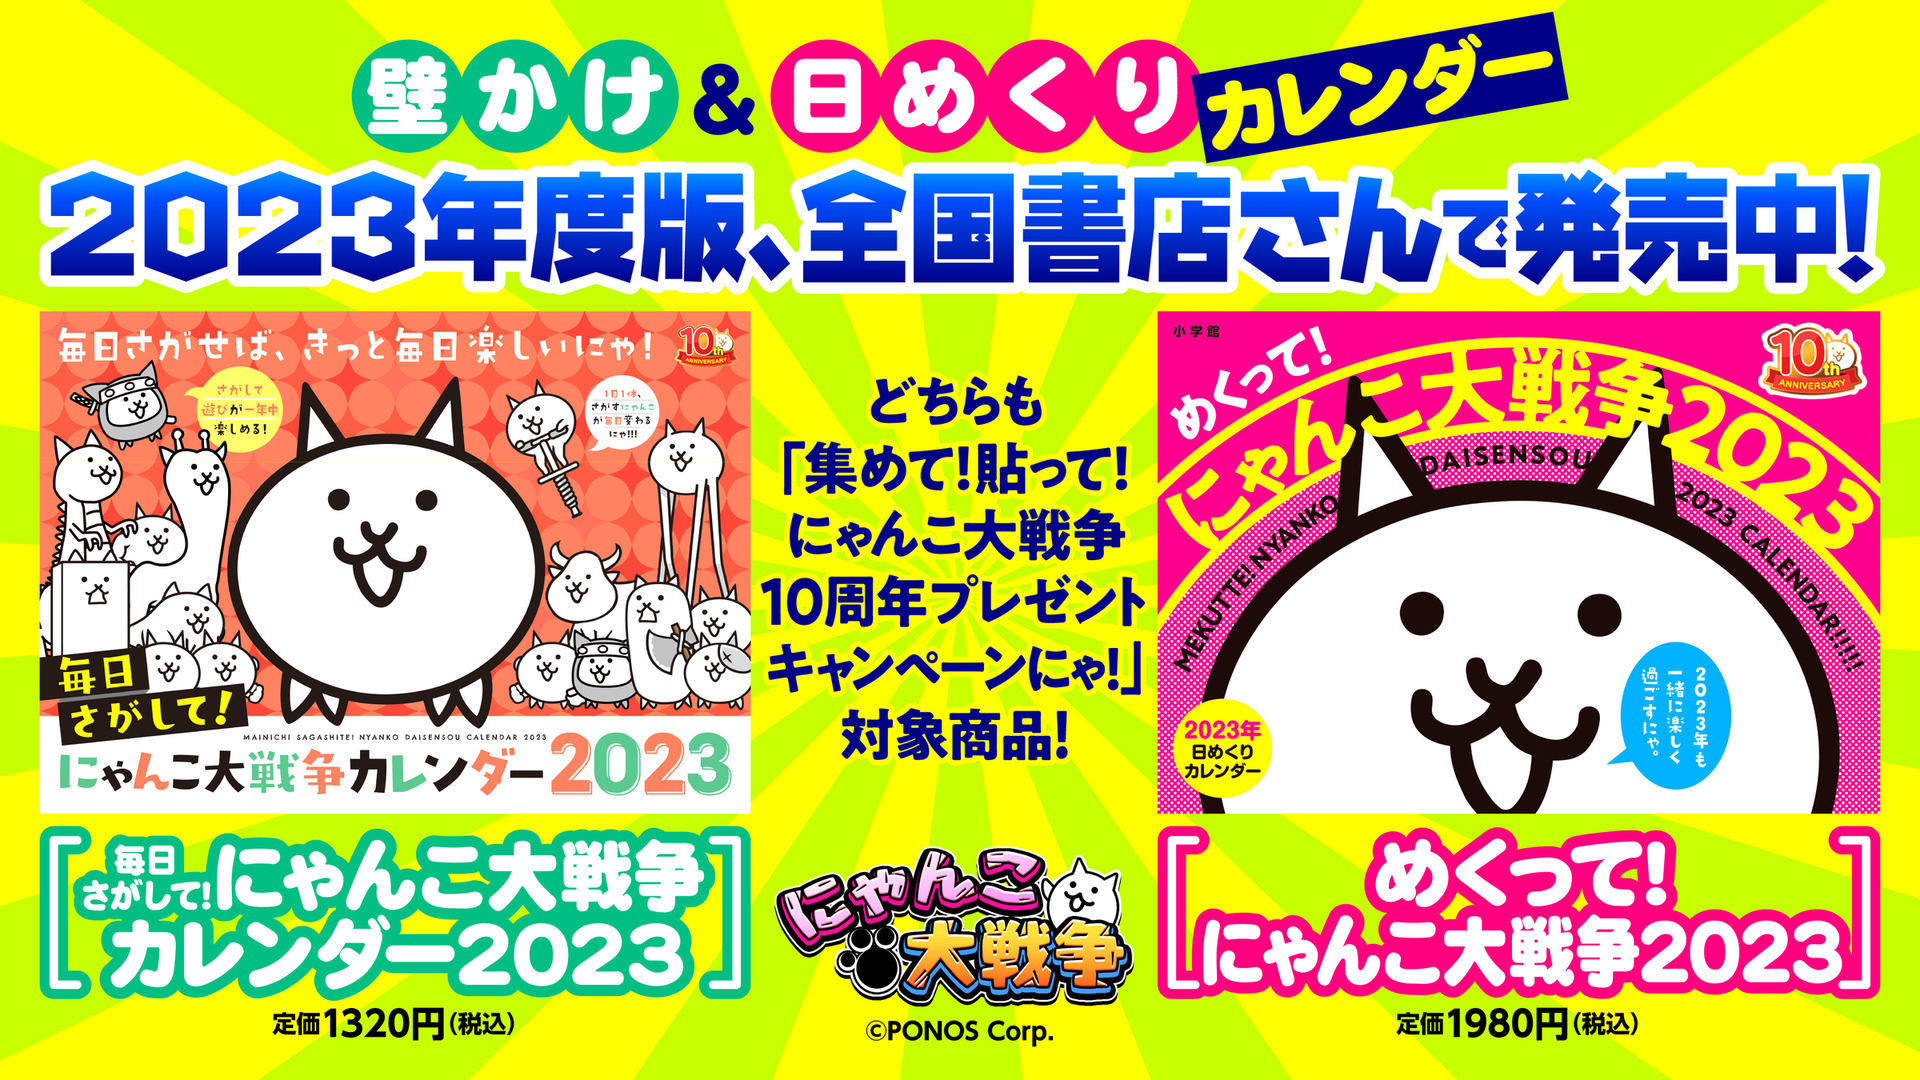 壁かけ&日めくりカレンダー
2023年度版、全国書店さんで発売中!
毎日さがせば、きっと毎日楽しいにゃ!
10th
ANNIVERSARY
さがして
遊びが一年中
楽しめる!
1日1体、
さがすにゃんこ
が毎日変わる
にゃ!!!
毎日
さがして!
MAINICHI SAGASHITE! NYANKO DAISENSOU CALENDAR 2023
にゃんこ大戦争カレンダー2023
毎日
さがして!にゃんこ大戦争
カレンダー2023
定価1320円(税込)
どちらも
「集めて!貼って!
にゃんこ大戦争
10周年プレゼント
キャンペーンにゃ!」
対象商品!
にゃんこ
大戦争
©PONOS Corp.
小学館
めくって!
にゃんこ大戦争2023
10th
ANNIVERSARY
MEKUTTE! NYANKO DAISENSOU 2023 CALENDAR!!!!!
2023年も
一緒に楽しく
過ごすにゃ。
2023年
日めくり
カレンダー
めくって!
にゃんこ大戦争2023
定価1980円(税込)